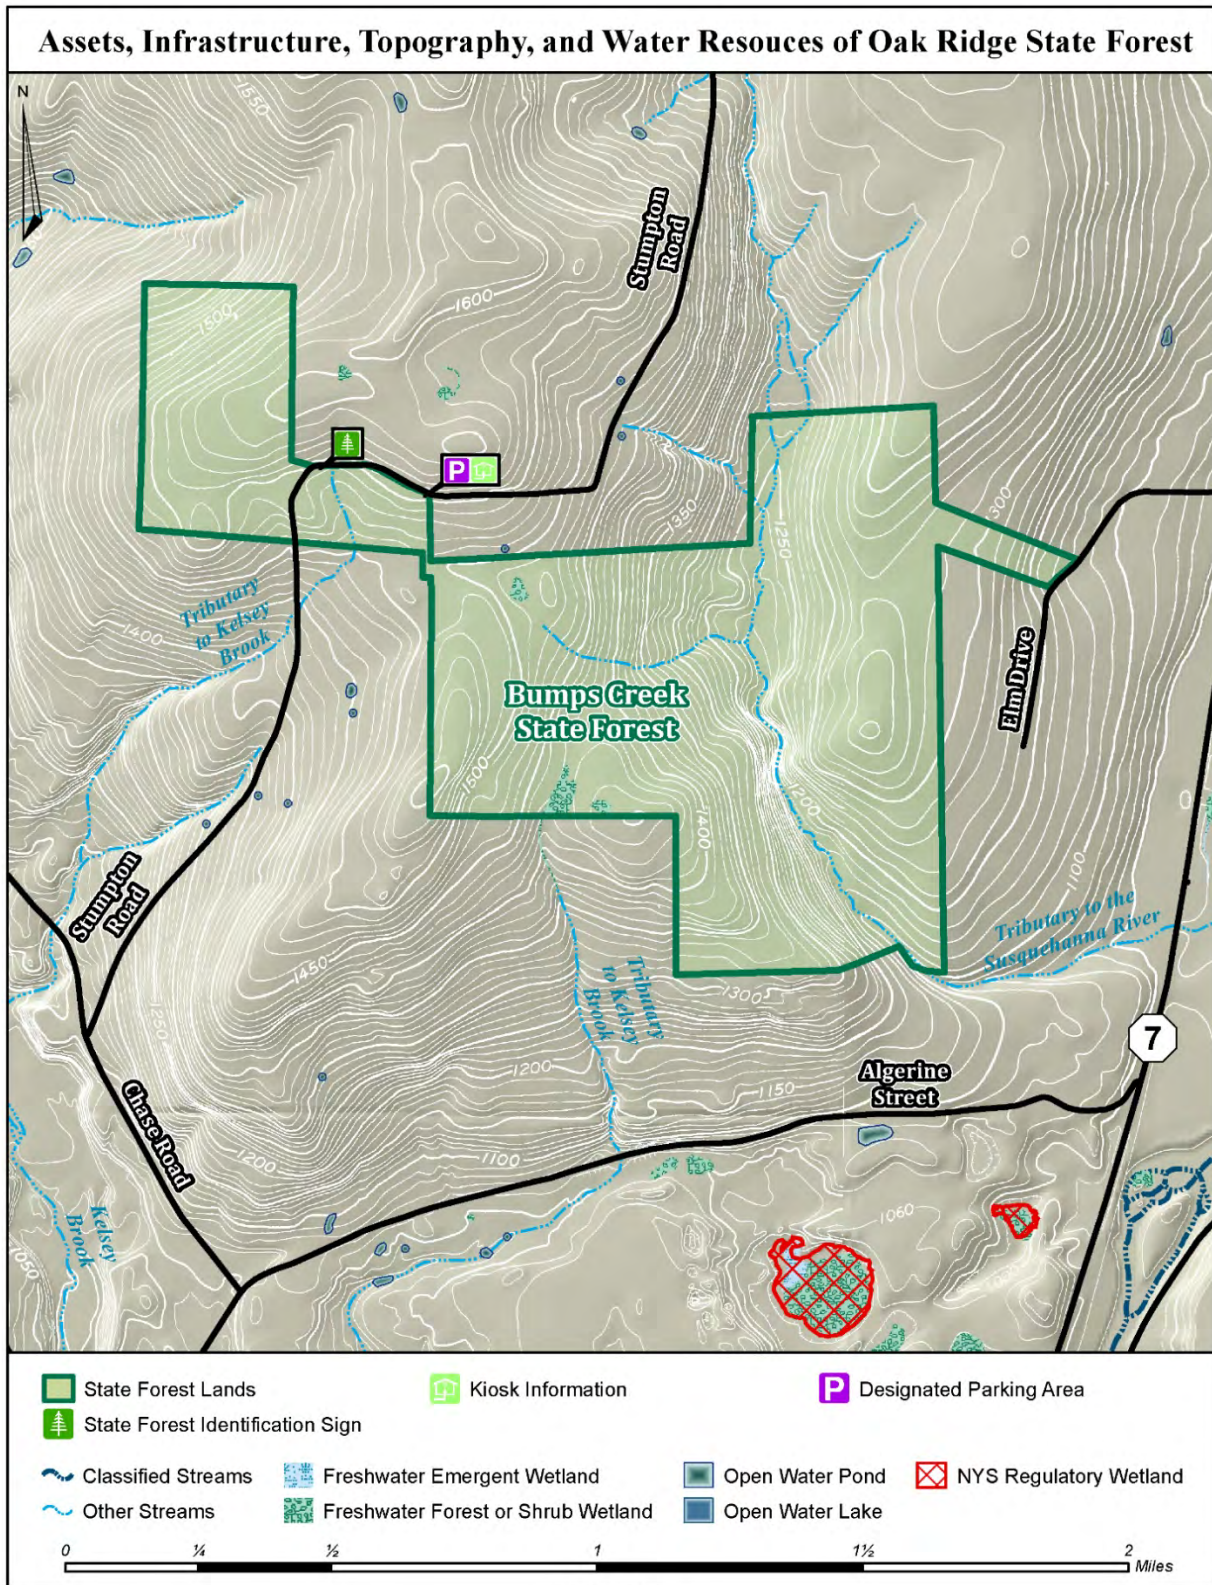 Assets, Infrastructure, Topography, and Water Resouces of Oak Ridge State Forest
N
1550
Stumpton
Road
1600
1500
P
1350
1250
300
Tributary
to Kelsey
Brook
1400
Elm Drive
Bumps Creek
State Forest
1500
1200
1400
1100
Stumpton
Road
Tributary to the
Susquehanna River
1450
Tributary
to Kelsey
Brook
1300
1250
7
1200
1150
Algerine
Street
Chase Road
1200
1100
1060
Kelsey
Brook
1050
State Forest Lands
Kiosk Information
P Designated Parking Area
State Forest Identification Sign
Classified Streams
Freshwater Emergent Wetland
Open Water Pond
NYS Regulatory Wetland
Other Streams
Freshwater Forest or Shrub Wetland
Open Water Lake
0 ¼ ½ 1 1½ 2
Miles